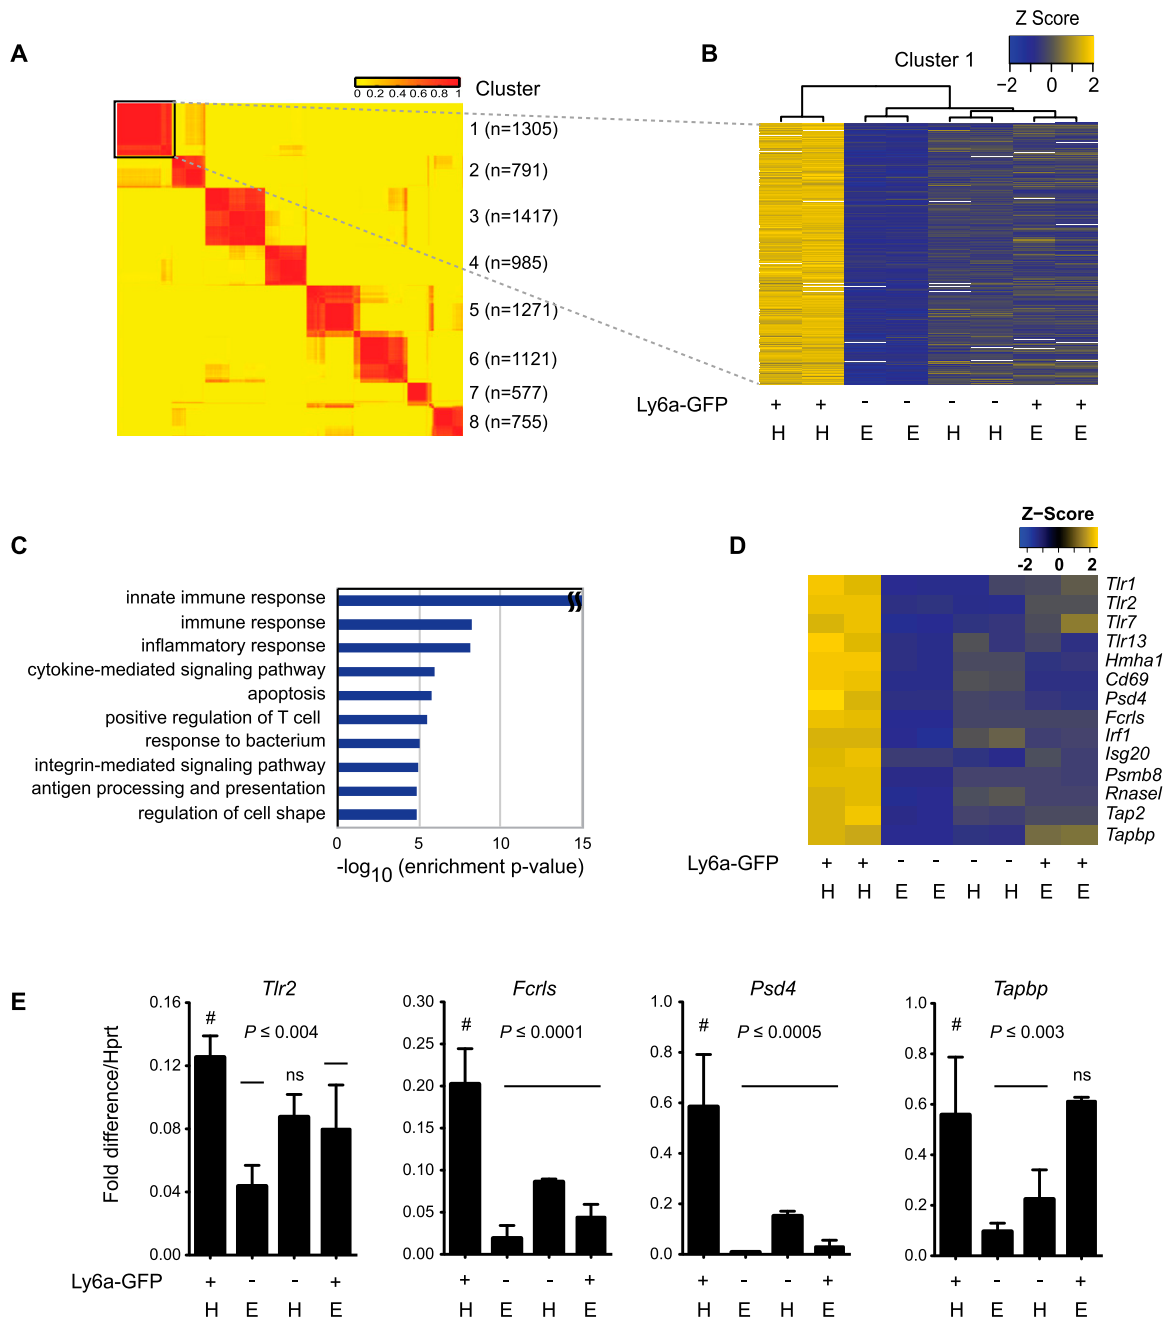 A
0 0.2 0.4 0.6 0.8 1
Cluster
1 (n=1305)
2 (n=791)
3 (n=1417)
4 (n=985)
5 (n=1271)
6 (n=1121)
7 (n=577)
8 (n=755)
B
Z Score
−2 0 2
Cluster 1
Ly6a-GFP + + - - - - + +
H H E E H H E E
C
innate immune response
immune response
inflammatory response
cytokine-mediated signaling pathway
apoptosis
positive regulation of T cell
response to bacterium
integrin-mediated signaling pathway
antigen processing and presentation
regulation of cell shape
0 5 10 15
-log10 (enrichment p-value)
D
Z−Score
-2 0 2
Tlr1
Tlr2
Tlr7
Tlr13
Hmha1
Cd69
Psd4
Fcrls
Irf1
Isg20
Psmb8
Rnasel
Tap2
Tapbp
Ly6a-GFP + + - - - - + +
H H E E H H E E
E
Fold difference/Hprt
Tlr2
0.16
0.12
0.08
0.04
0.00
#
P ≤ 0.004
ns
Ly6a-GFP + - - +
H E H E
Fcrls
0.30
0.20
0.10
0.05
0.00
#
P ≤ 0.0001
+ - - +
H E H E
Psd4
1.0
0.8
0.6
0.4
0.2
0.0
#
P ≤ 0.0005
+ - - +
H E H E
Tapbp
1.0
0.8
0.6
0.4
0.2
0.0
#
P ≤ 0.003
ns
+ - - +
H E H E